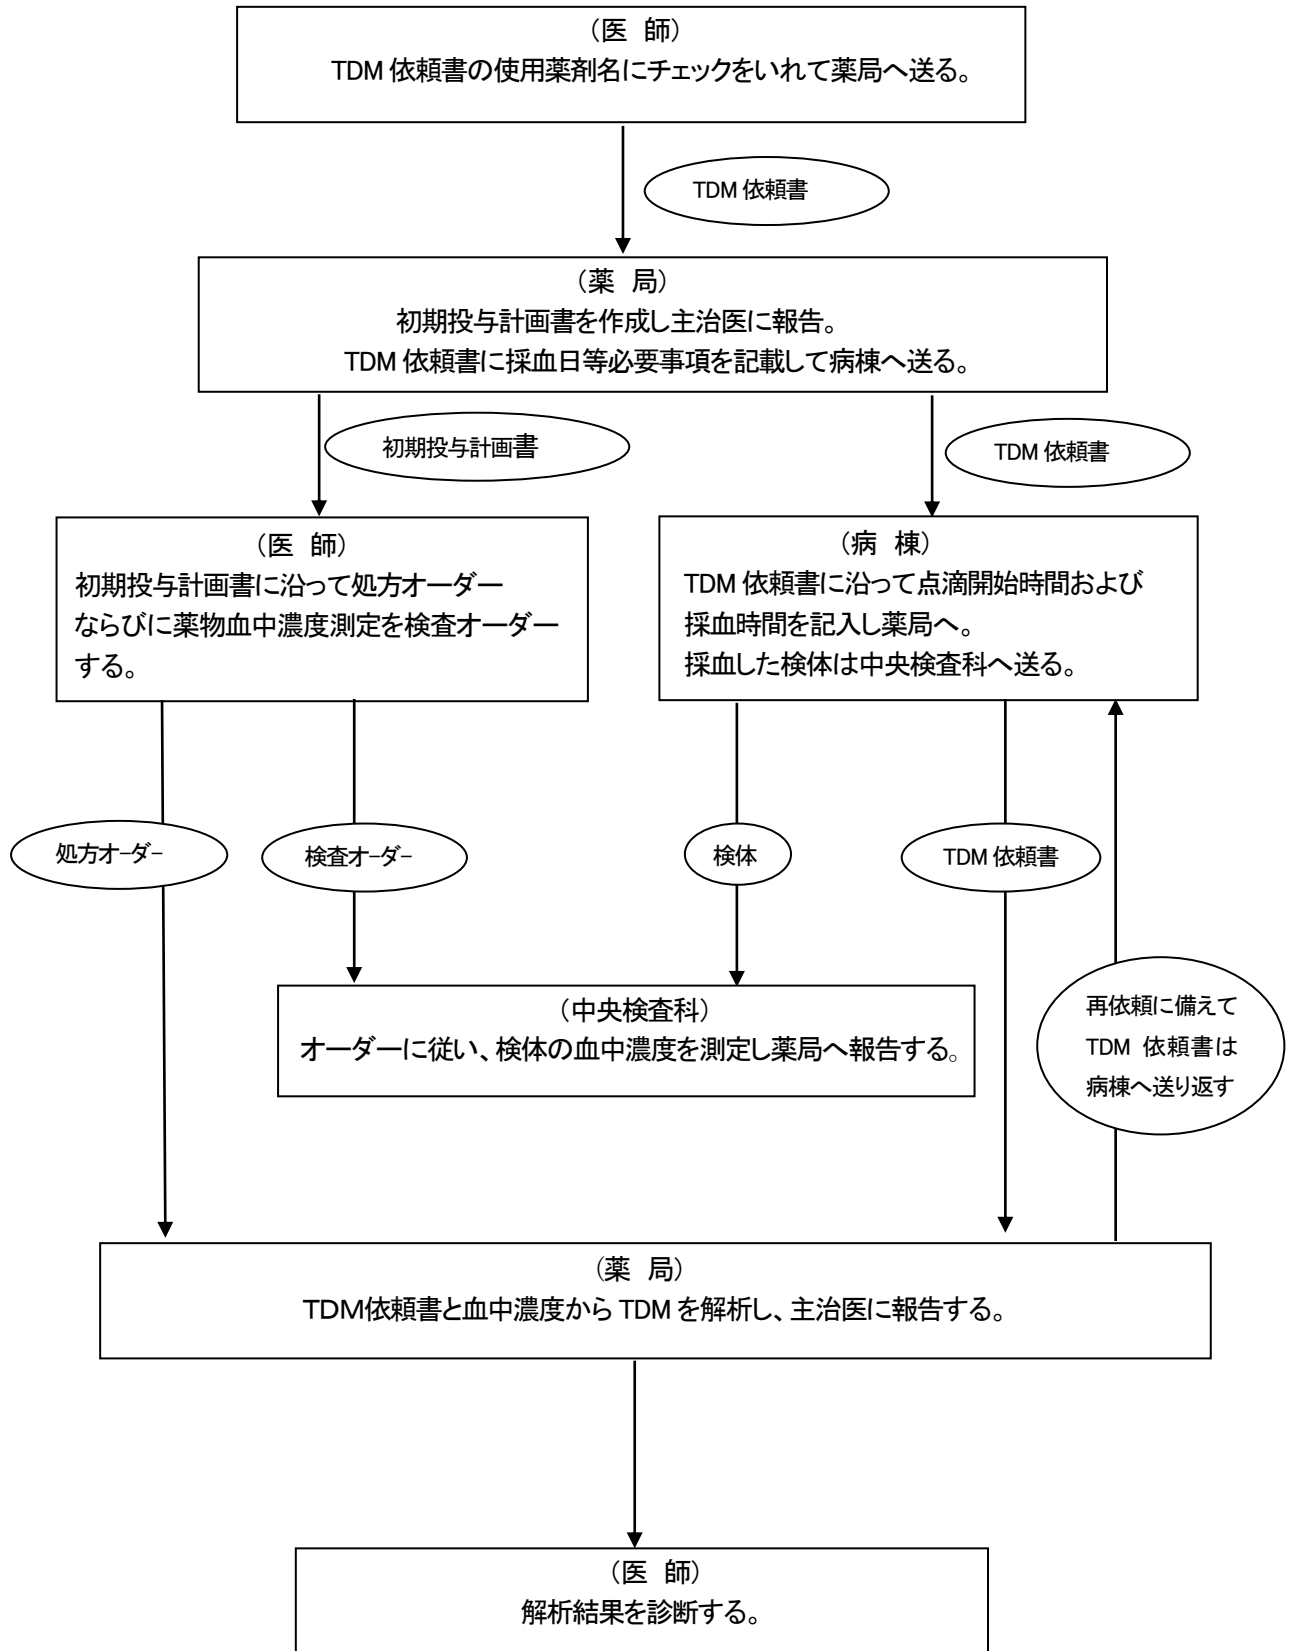 （医 師）
TDM 依頼書の使用薬剤名にチェックをいれて薬局へ送る。
TDM 依頼書
（薬 局）
初期投与計画書を作成し主治医に報告。
TDM 依頼書に採血日等必要事項を記載して病棟へ送る。
初期投与計画書
TDM 依頼書
（医 師）
初期投与計画書に沿って処方オーダー
ならびに薬物血中濃度測定を検査オーダー
する。
（病 棟）
TDM 依頼書に沿って点滴開始時間および
採血時間を記入し薬局へ。
採血した検体は中央検査科へ送る。
処方オーダー
検査オーダー
検体
TDM 依頼書
（中央検査科）
オーダーに従い、検体の血中濃度を測定し薬局へ報告する。
再依頼に備えて
TDM 依頼書は
病棟へ送り返す
（薬 局）
TDM依頼書と血中濃度から TDM を解析し、主治医に報告する。
（医 師）
解析結果を診断する。